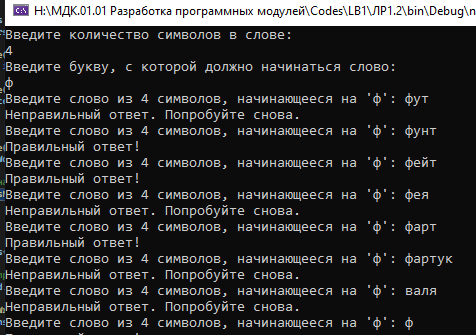 H:\МДК.01.01 Разработка программных модулей\Codes\LB1\ЛР1.2\bin\Debug\n
Введите количество символов в слове:
4
Введите букву, с которой должно начинаться слово:
ф
Введите слово из 4 символов, начинающееся на 'ф': фут
Неправильный ответ. Попробуйте снова.
Введите слово из 4 символов, начинающееся на 'ф': фунт
Правильный ответ!
Введите слово из 4 символов, начинающееся на 'ф': фейт
Правильный ответ!
Введите слово из 4 символов, начинающееся на 'ф': фея
Неправильный ответ. Попробуйте снова.
Введите слово из 4 символов, начинающееся на 'ф': фарт
Правильный ответ!
Введите слово из 4 символов, начинающееся на 'ф': фартук
Неправильный ответ. Попробуйте снова.
Введите слово из 4 символов, начинающееся на 'ф': валя
Неправильный ответ. Попробуйте снова.
Введите слово из 4 символов, начинающееся на 'ф': ф